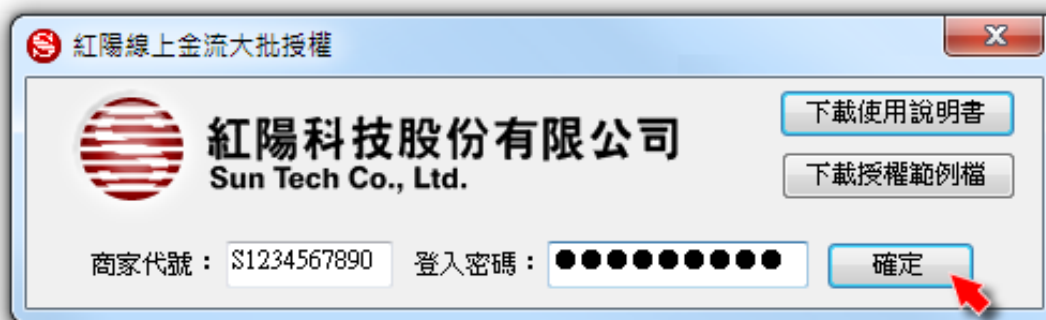 紅陽線上金流大批授權
下載使用說明書
紅陽科技股份有限公司
Sun Tech Co., Ltd.
下載授權範例檔
商家代號： S1234567890 登入密碼： ●●●●●●●●● 確定